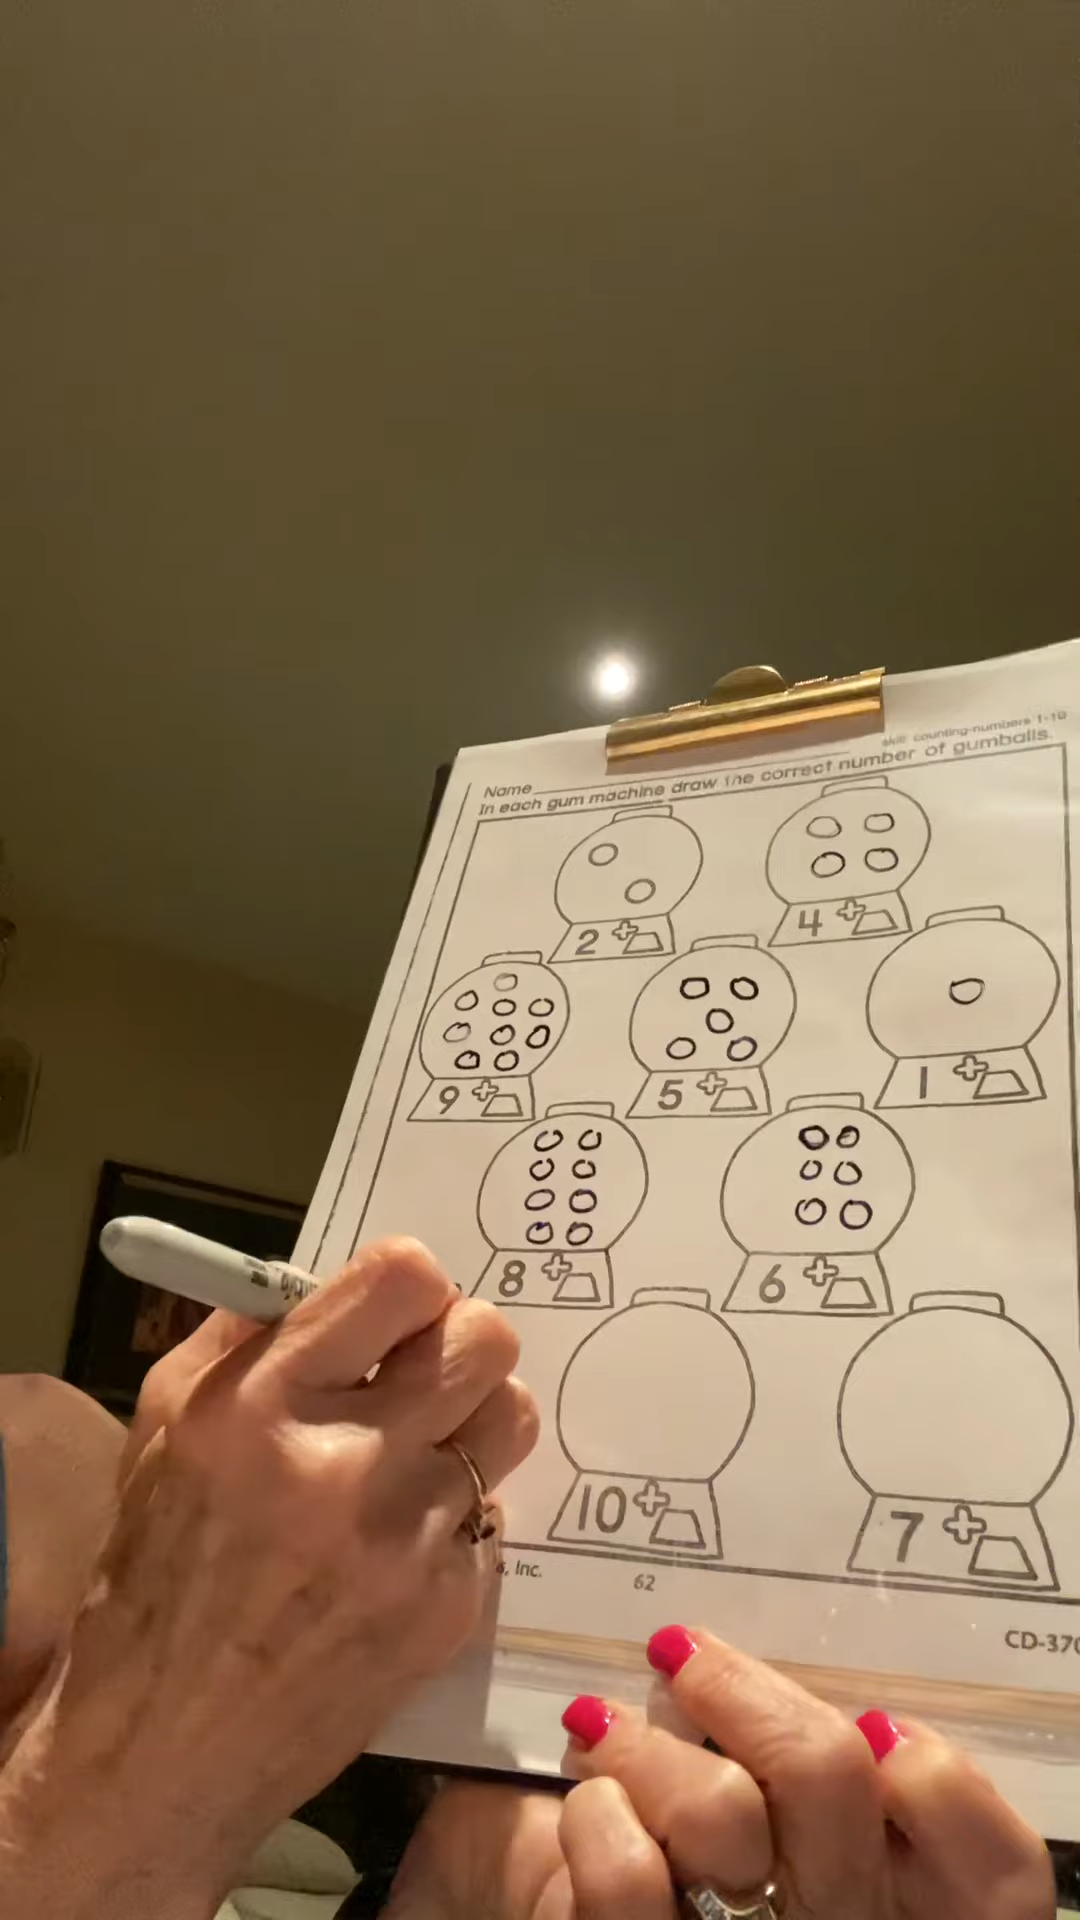 skill: counting-numbers 1-10
Name
In each gum machine draw the correct number of gumballs.
2
4
9
5
1
8
6
10
7
, Inc.
62
CD-370